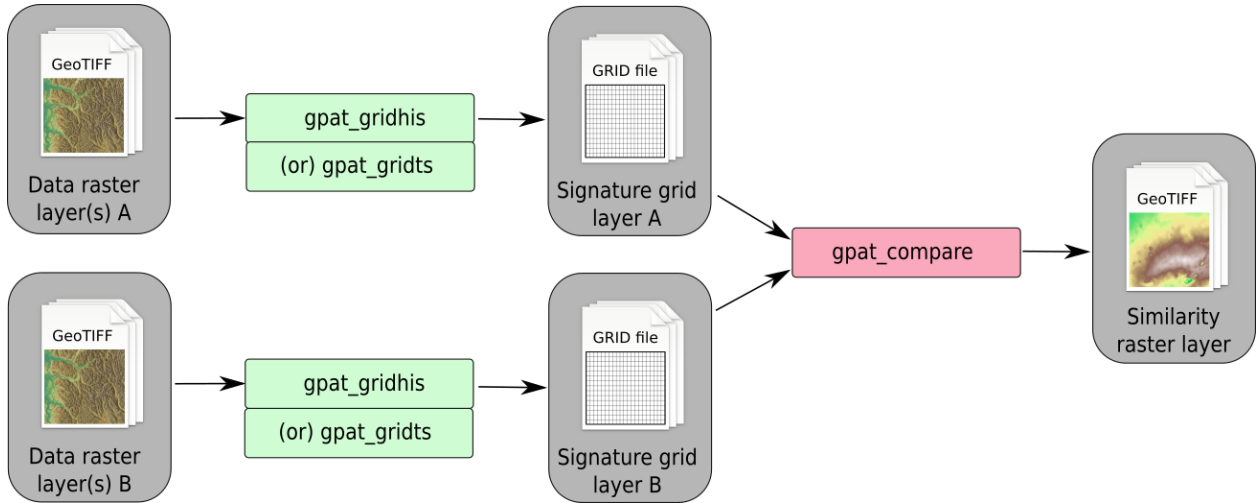 GeoTIFF
Data raster
layer(s) A
gpat_gridhis
(or) gpat_gridts
GRID file
Signature grid
layer A
GeoTIFF
Data raster
layer(s) B
gpat_gridhis
(or) gpat_gridts
GRID file
Signature grid
layer B
gpat_compare
GeoTIFF
Similarity
raster layer